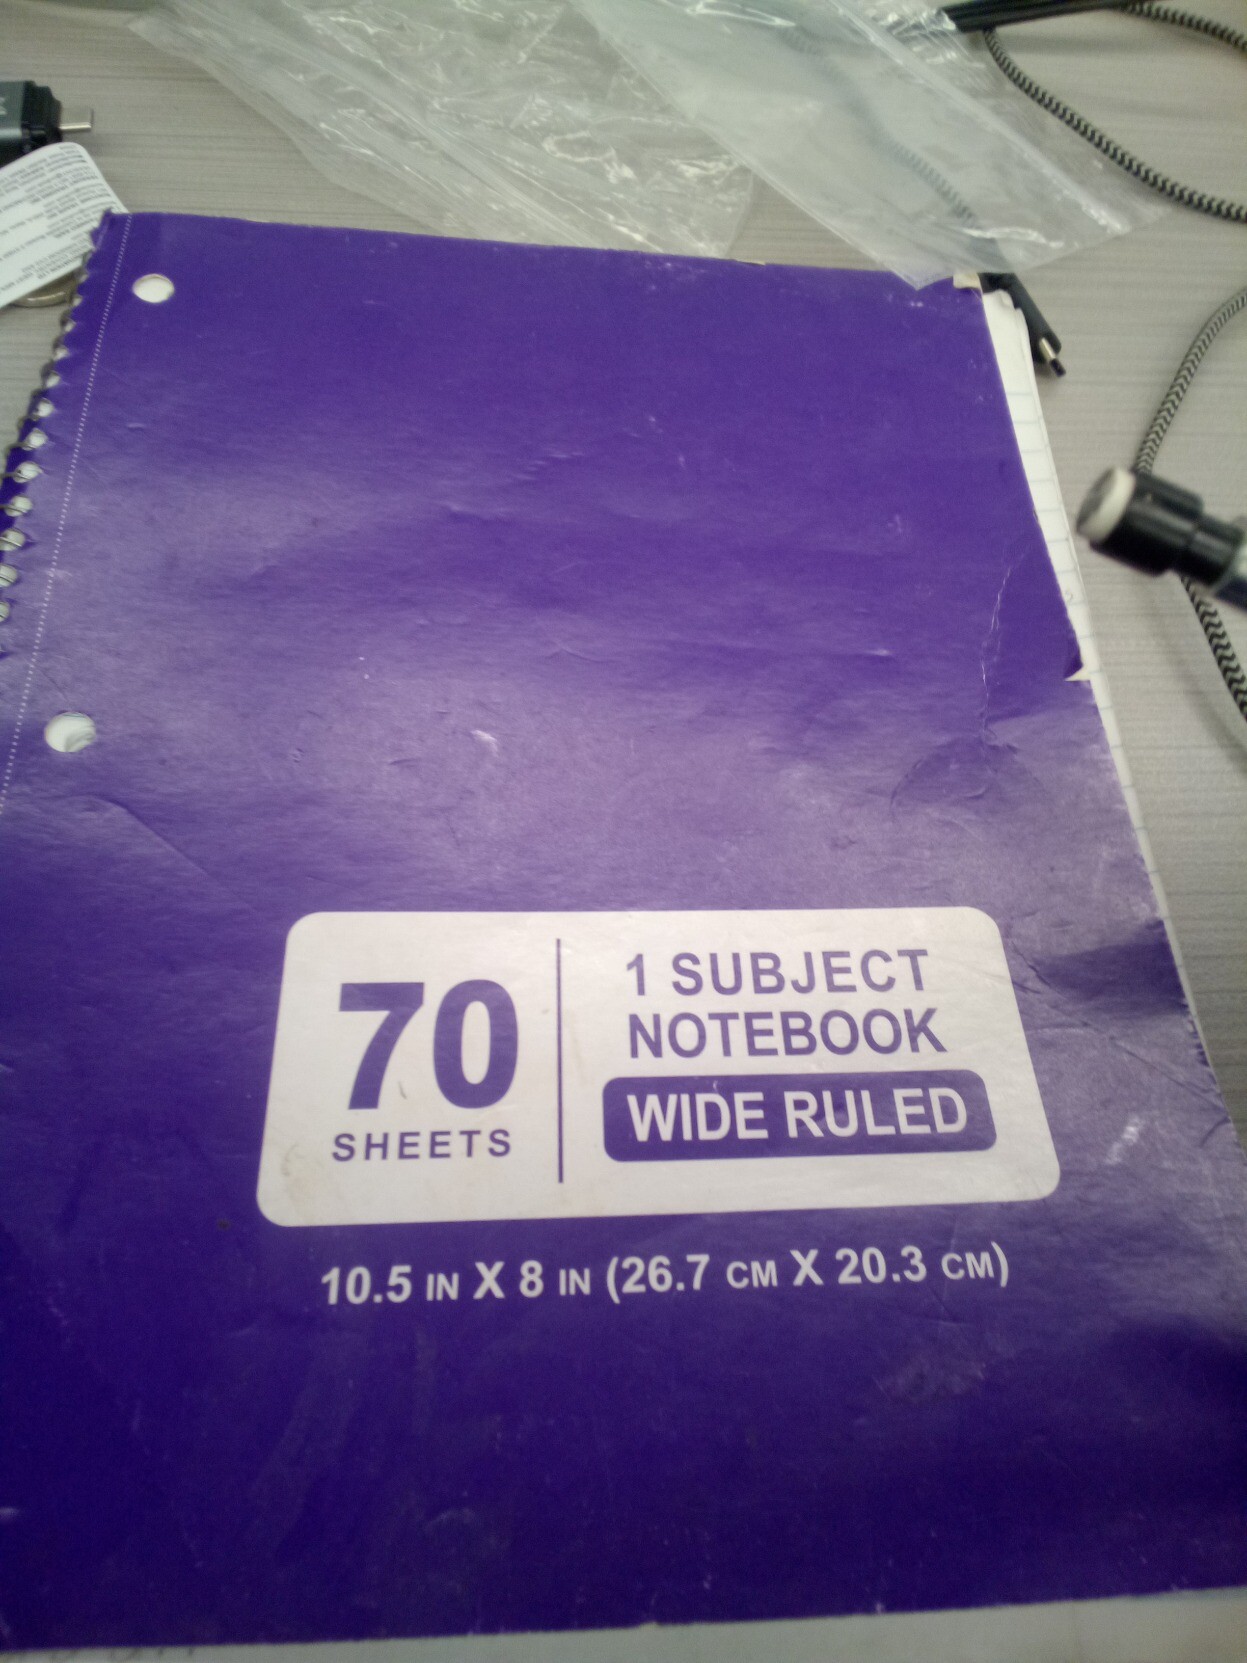 70
SHEETS
1 SUBJECT
NOTEBOOK
WIDE RULED
10.5 IN X 8 IN (26.7 CM X 20.3 CM)